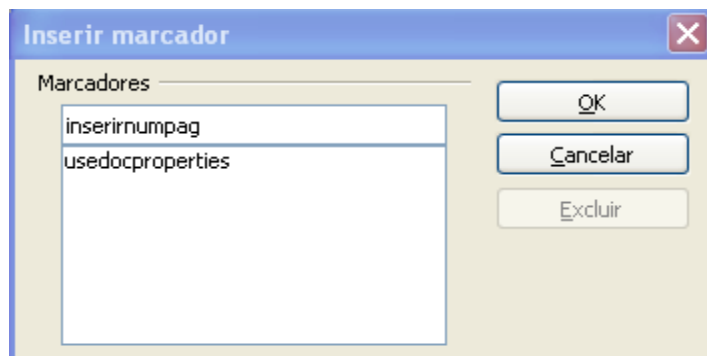 Inserir marcador
Marcadores
inserirnumpag
usedocproperties
OK
Cancelar
Excluir